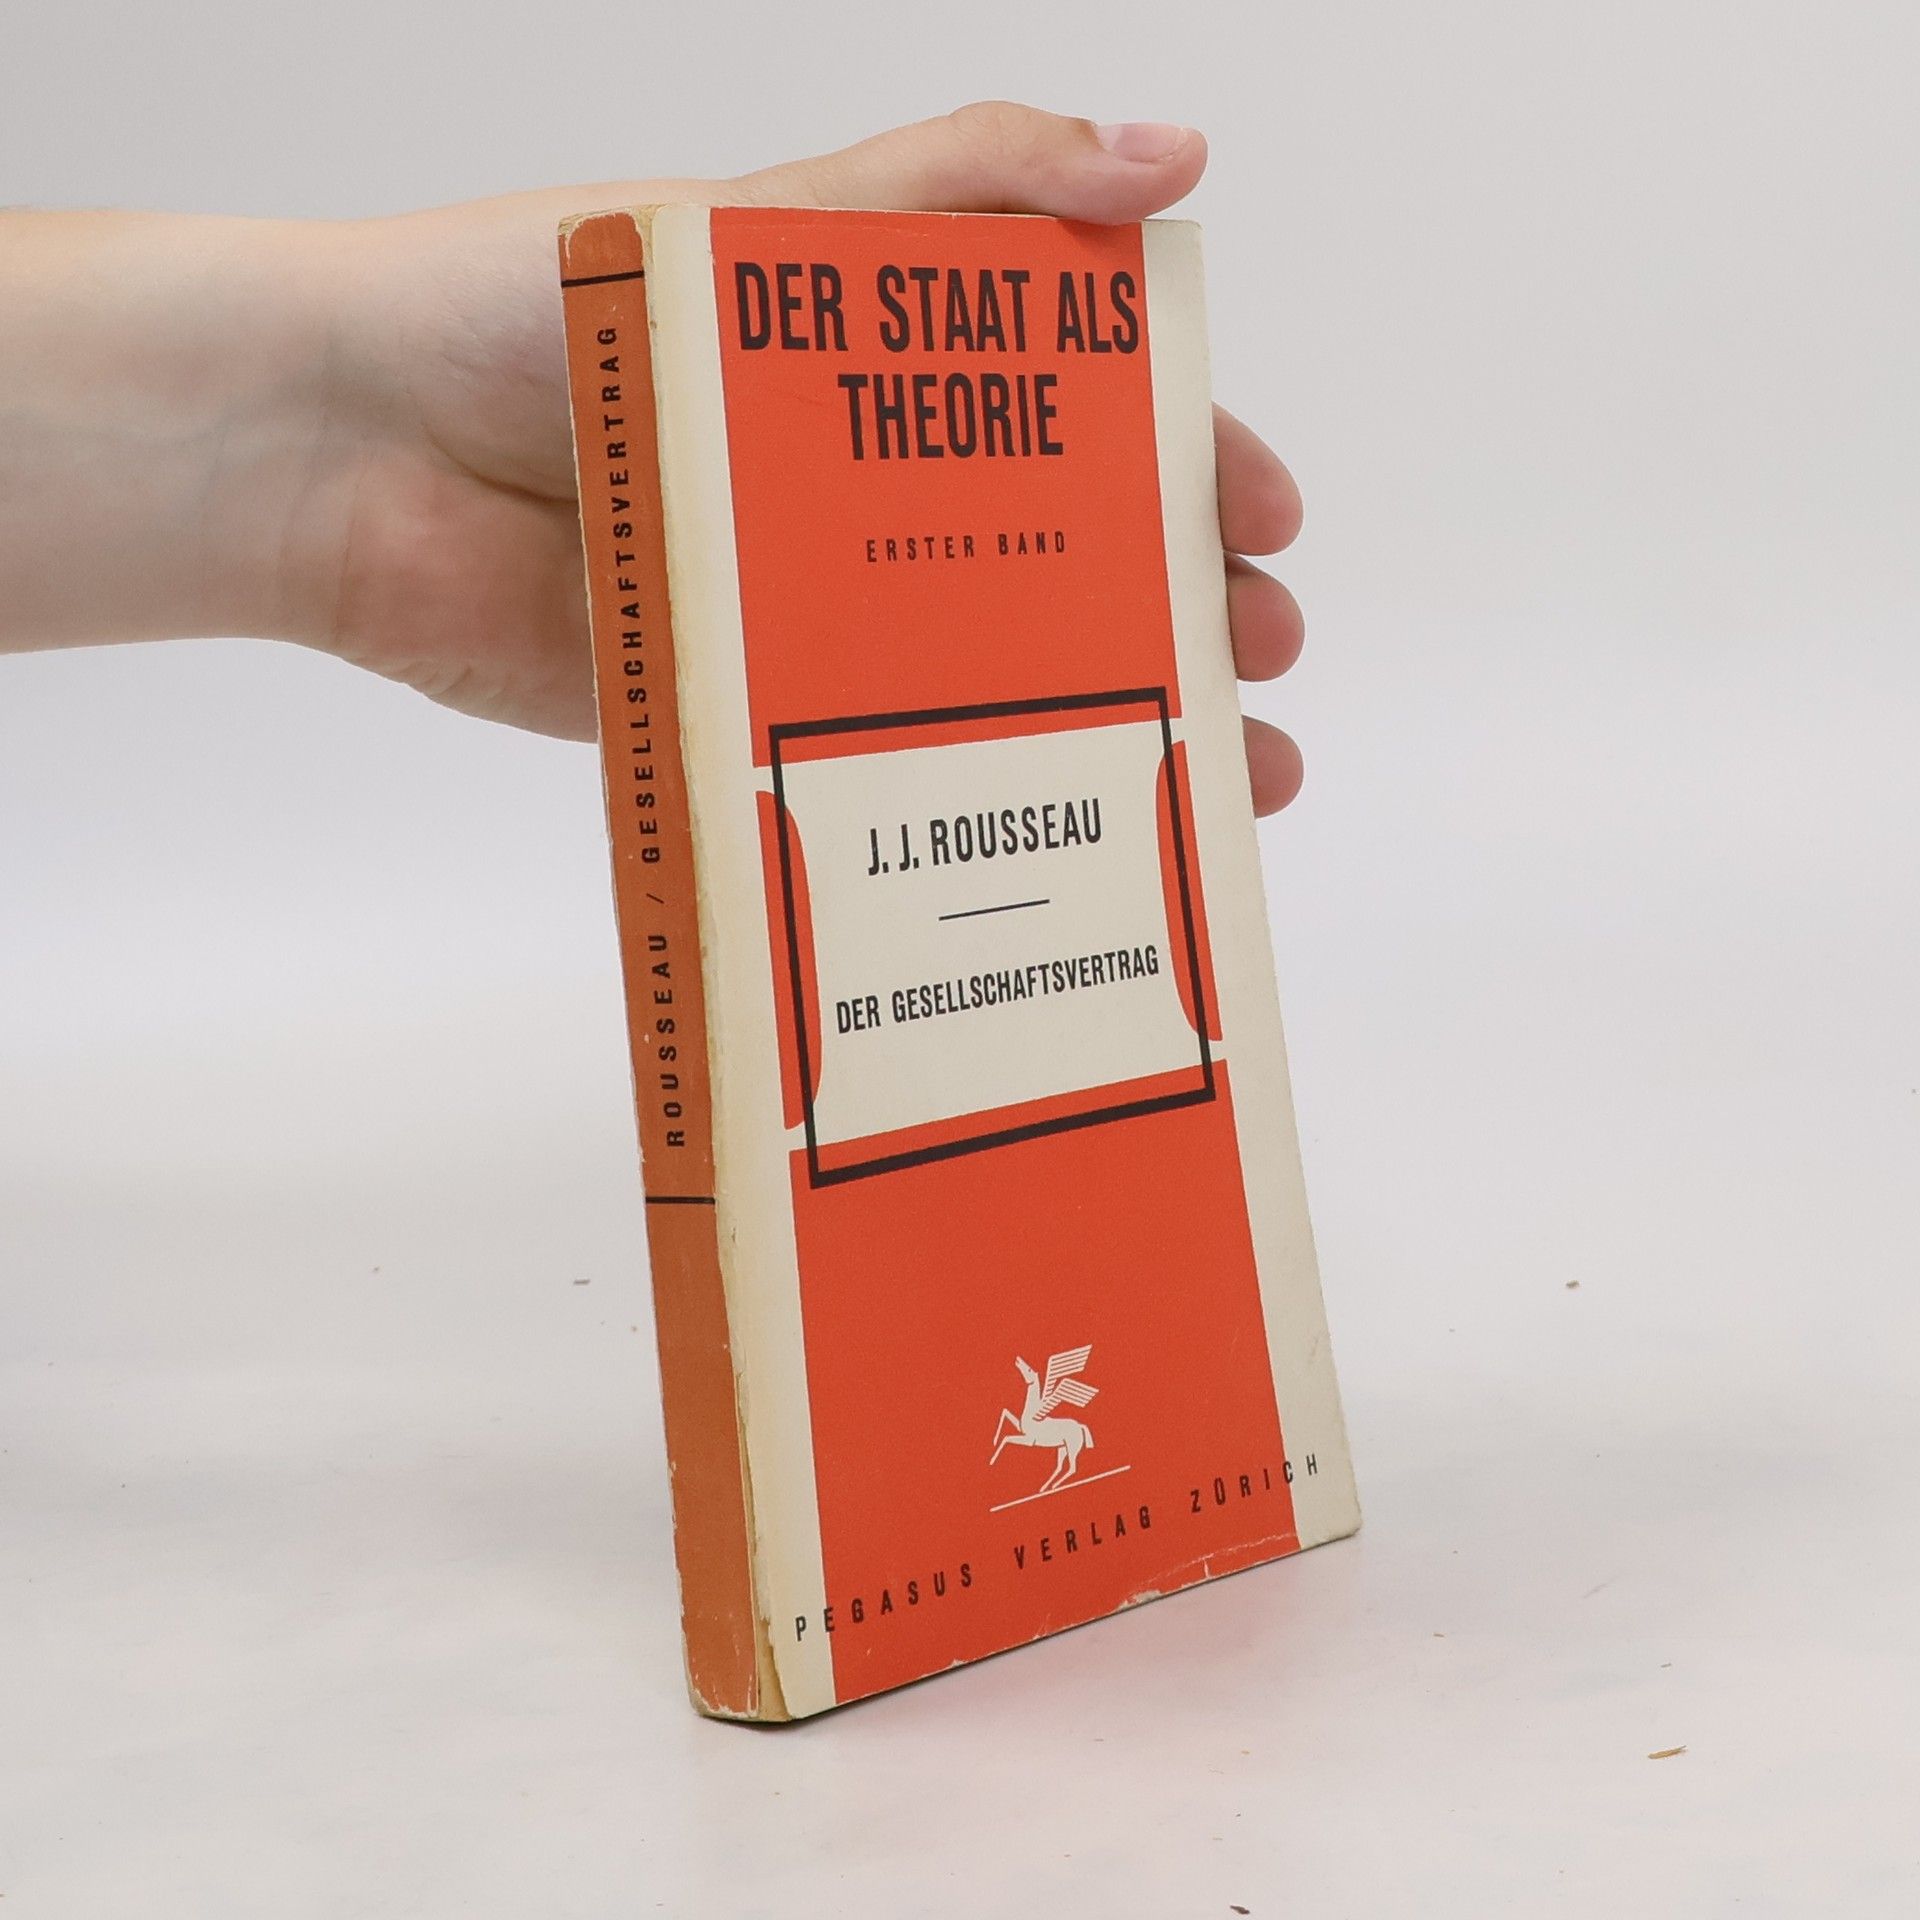 ROUSSEAU / GESELLSCHAFTSVERTRAG
DER STAAT ALS
THEORIE
ERSTER BAND
J. J. ROUSSEAU
DER GESELLSCHAFTSVERTRAG
PEGASUS VERLAG ZÜRICH